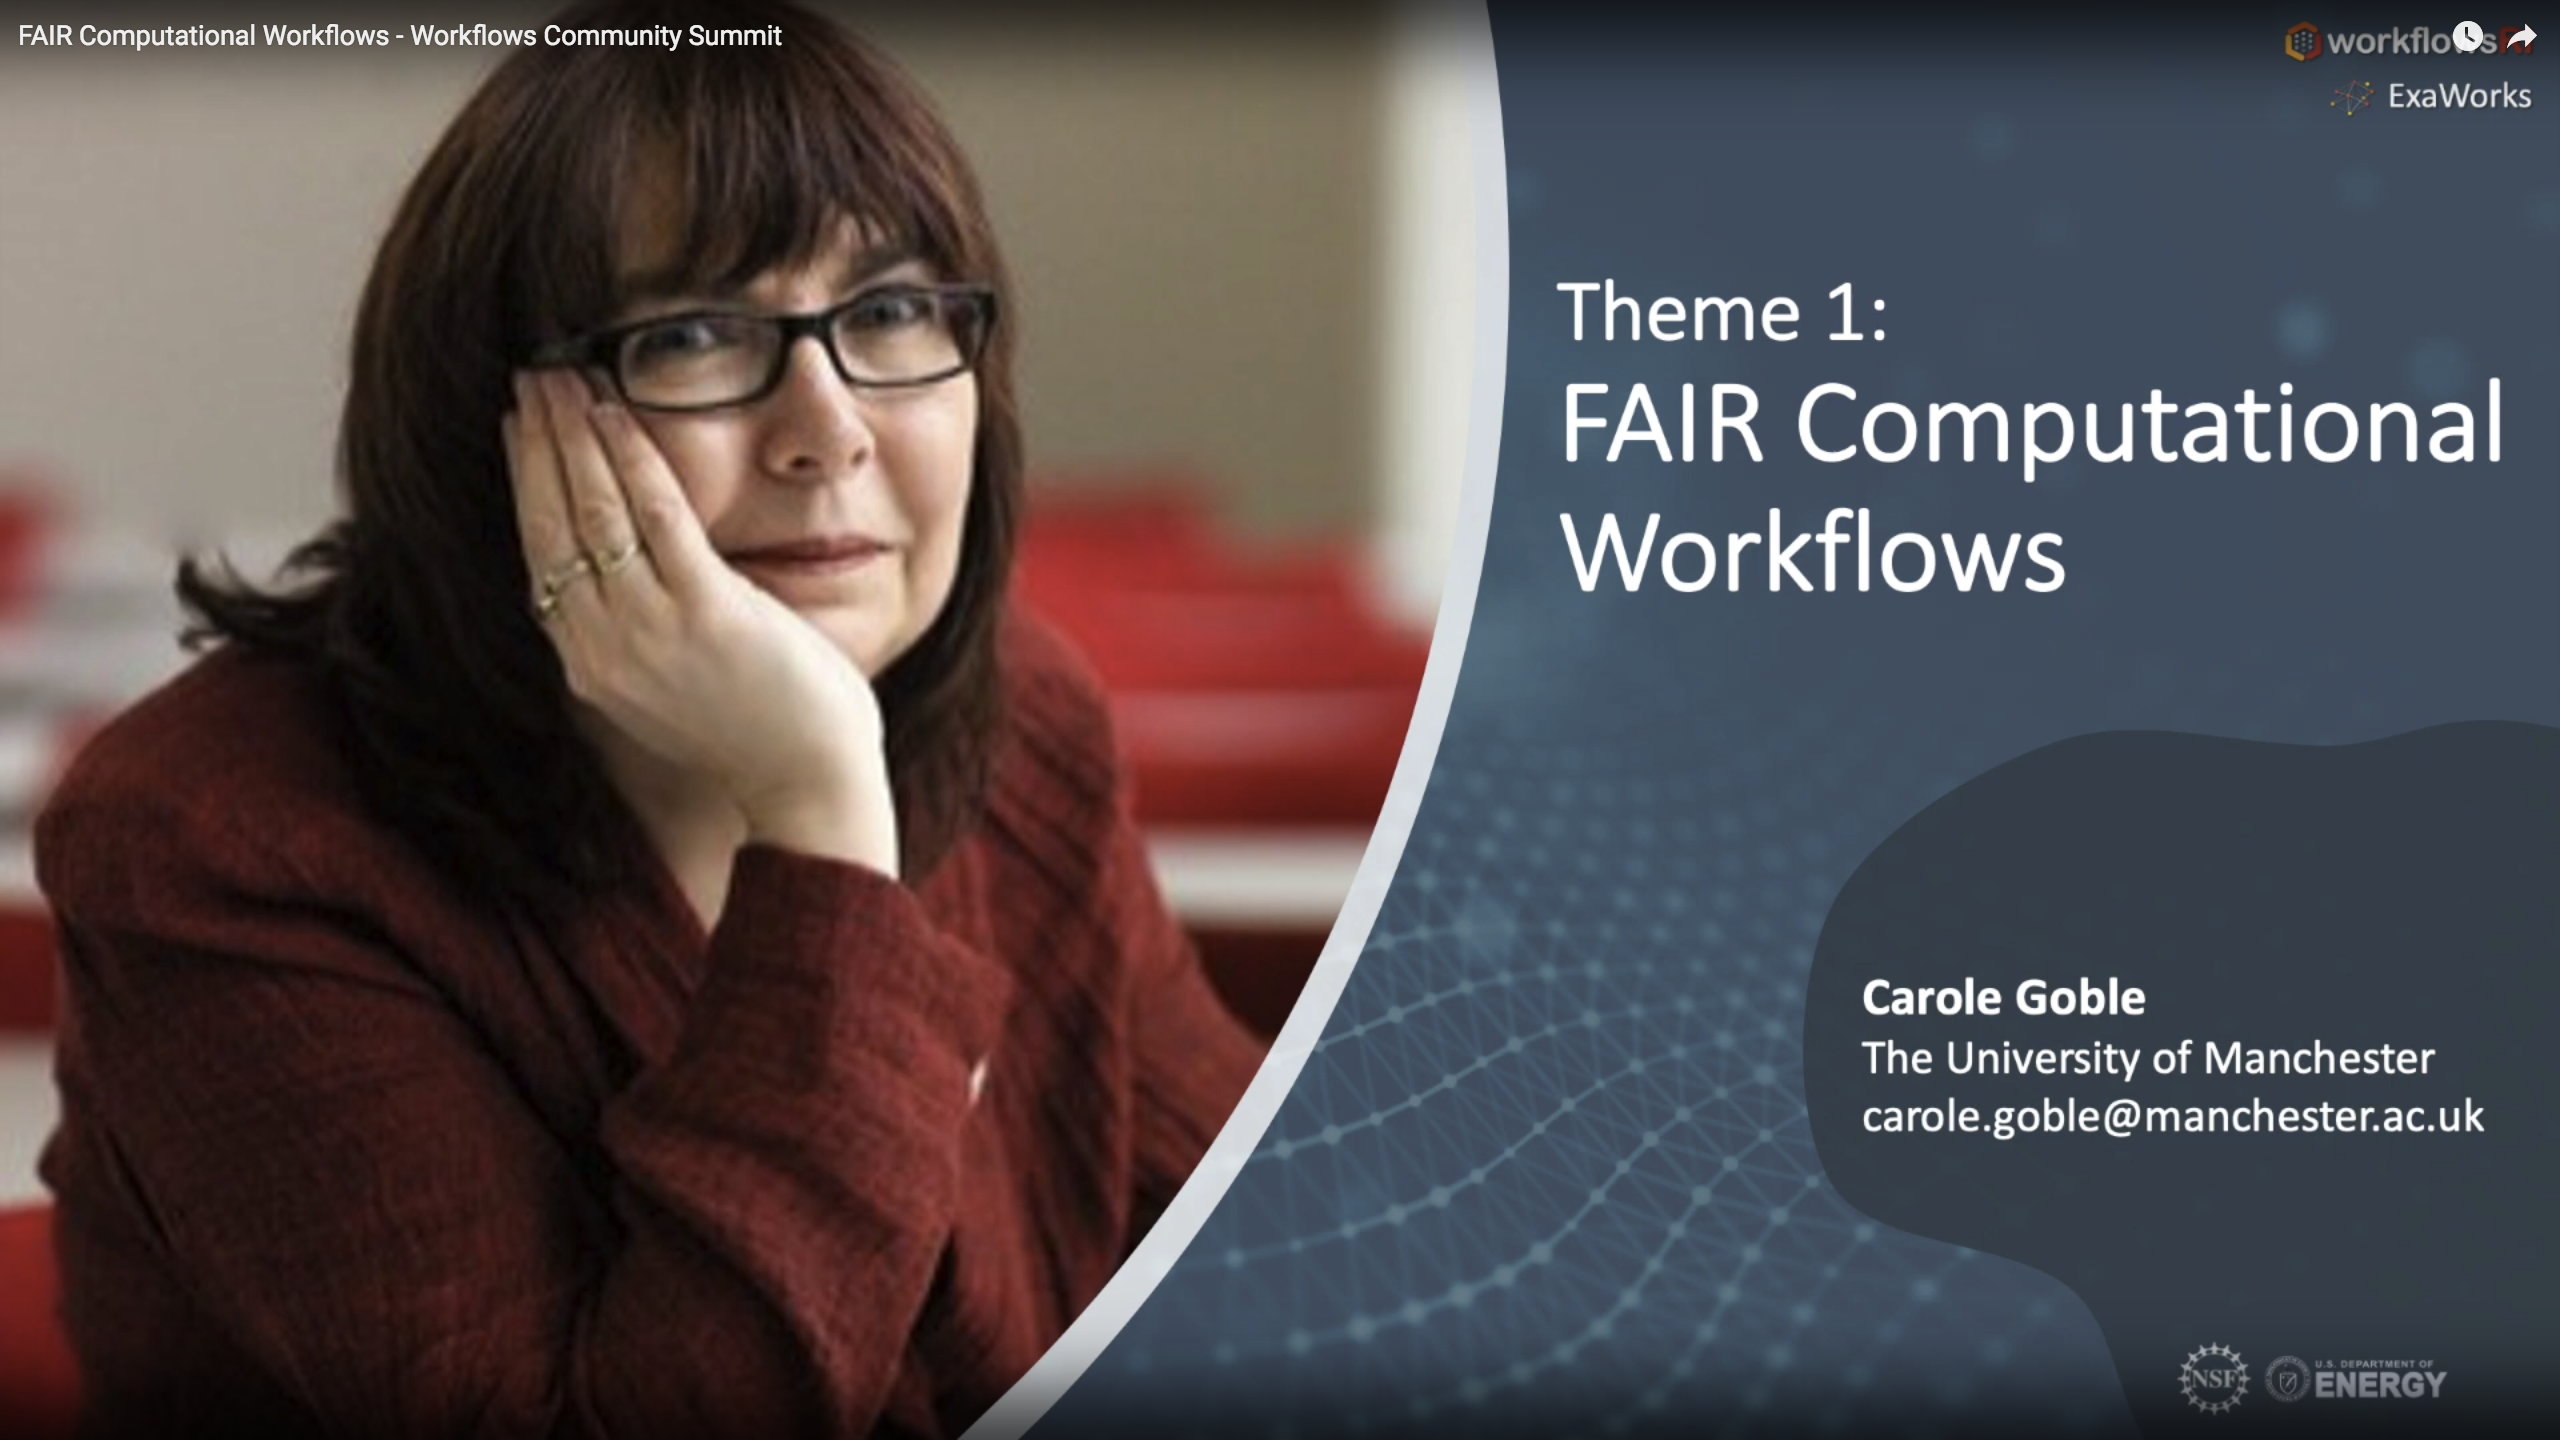 FAIR Computational Workflows - Workflows Community Summit
workflowsRI
ExaWorks
Theme 1:
FAIR Computational
Workflows
Carole Goble
The University of Manchester
carole.goble@manchester.ac.uk
NSF
U.S. DEPARTMENT OF
ENERGY